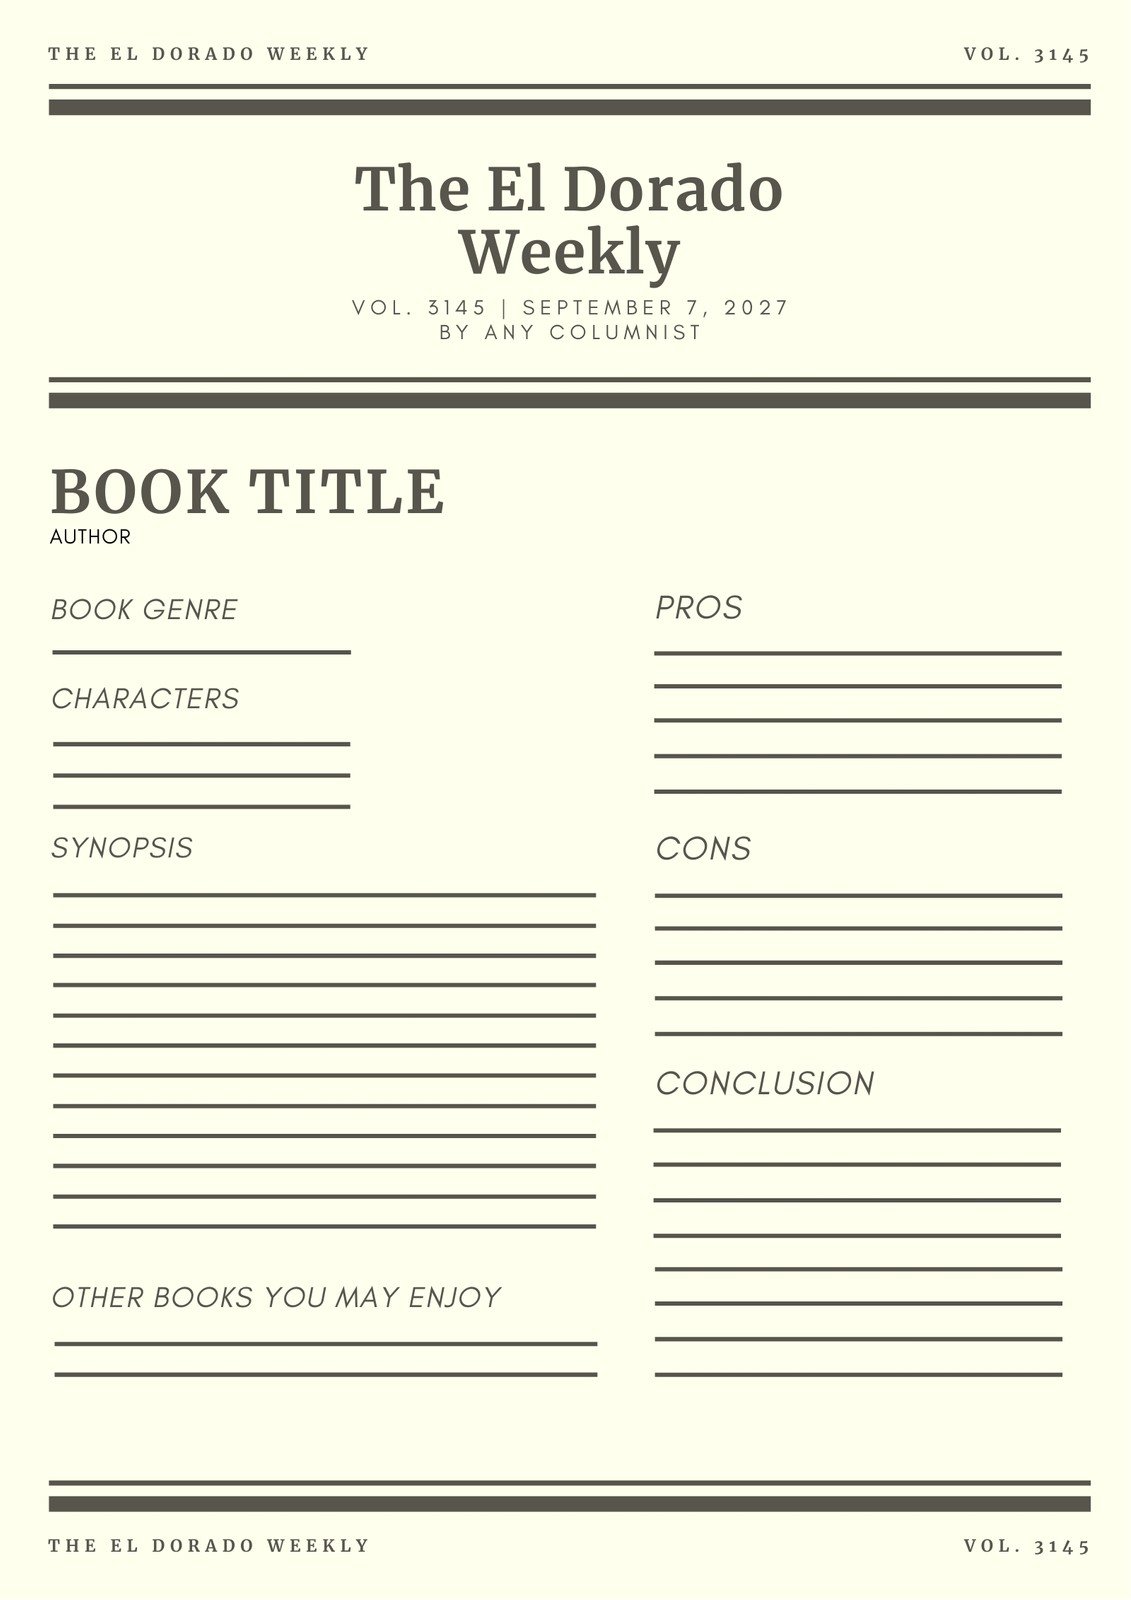 THE EL DORADO WEEKLY
VOL. 3145
The El Dorado
Weekly
VOL. 3145 | SEPTEMBER 7, 2027
BY ANY COLUMNIST
BOOK TITLE
AUTHOR
BOOK GENRE
CHARACTERS
SYNOPSIS
OTHER BOOKS YOU MAY ENJOY
PROS
CONS
CONCLUSION
THE EL DORADO WEEKLY
VOL. 3145